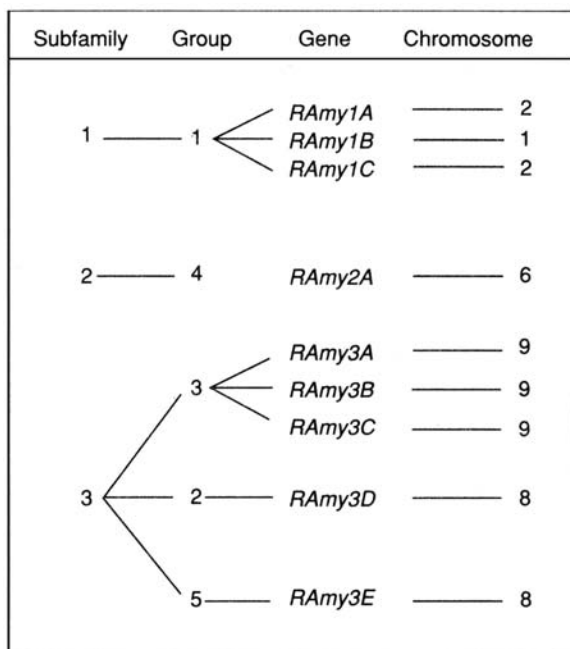 Subfamily Group Gene Chromosome
RAmy1A 2
1 1 RAmy1B 1
RAmy1C 2
2 4 RAmy2A 6
RAmy3A 9
3 RAmy3B 9
RAmy3C 9
3 2 RAmy3D 8
5 RAmy3E 8